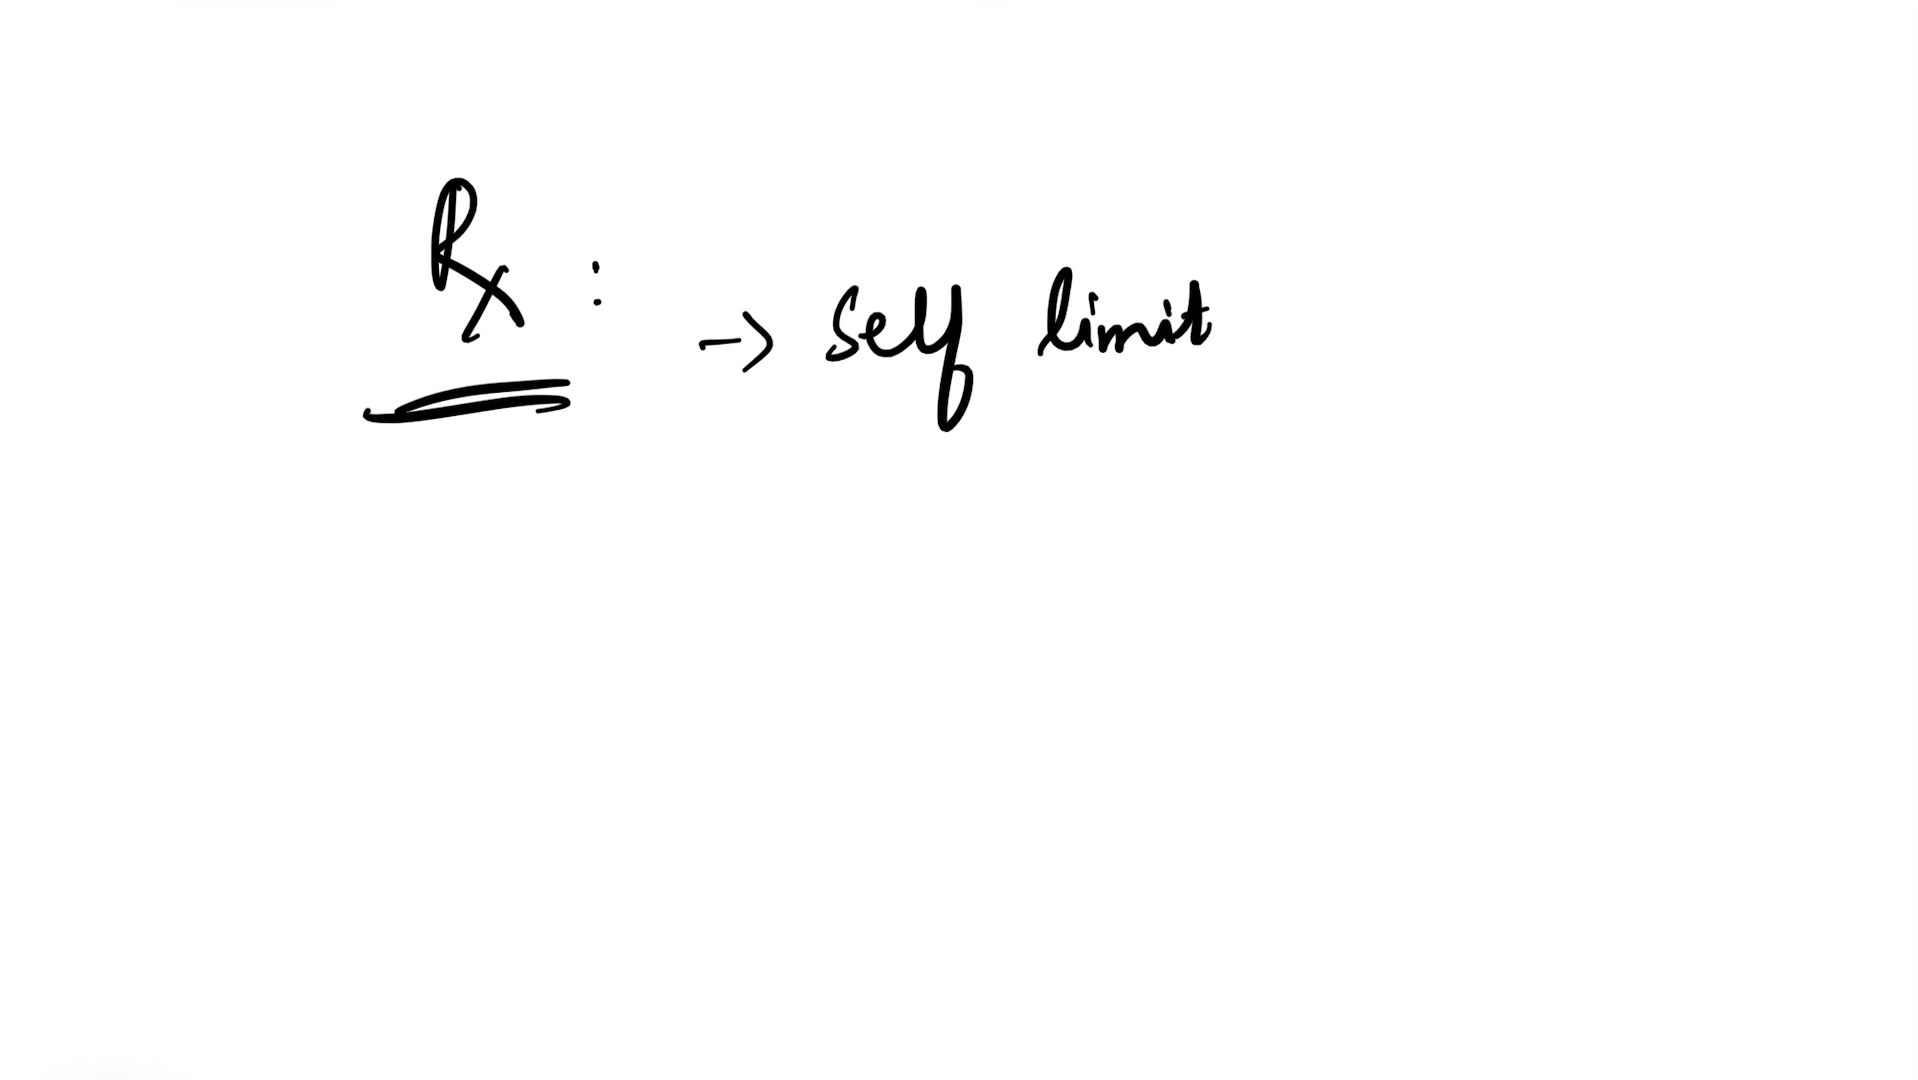 Rx : → self limit